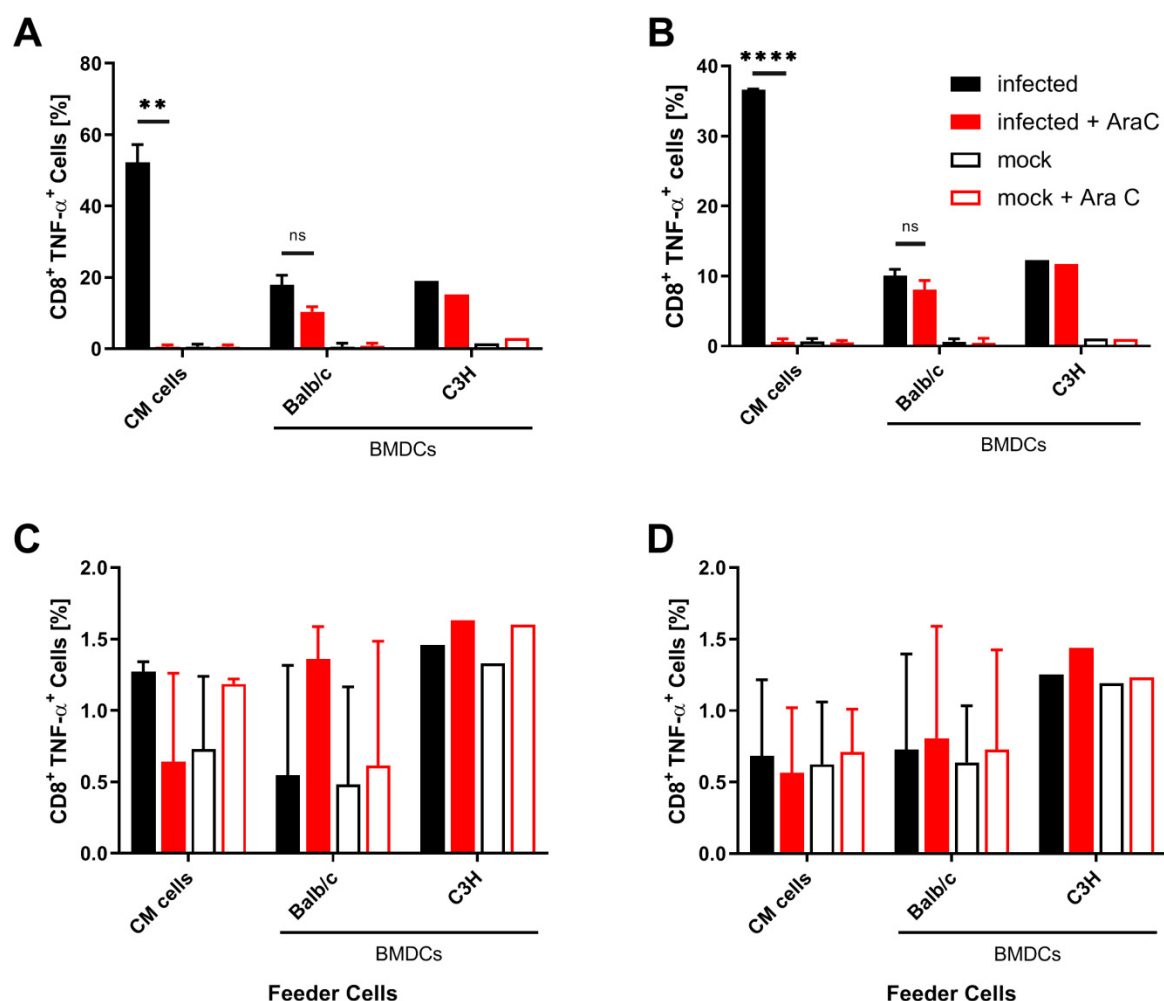 A
CD8+ TNF-α+ Cells [%]
80
60
40
20
0
**
ns
CM cells
Balb/c
C3H
BMDCs
B
CD8+ TNF-α+ cells [%]
40
30
20
10
0
****
ns
infected
infected + AraC
mock
mock + Ara C
CM cells
Balb/c
C3H
BMDCs
C
CD8+ TNF-α+ Cells [%]
2.0
1.5
1.0
0.5
0.0
CM cells
Balb/c
C3H
BMDCs
Feeder Cells
D
CD8+ TNF-α+ Cells [%]
2.0
1.5
1.0
0.5
0.0
CM cells
Balb/c
C3H
BMDCs
Feeder Cells